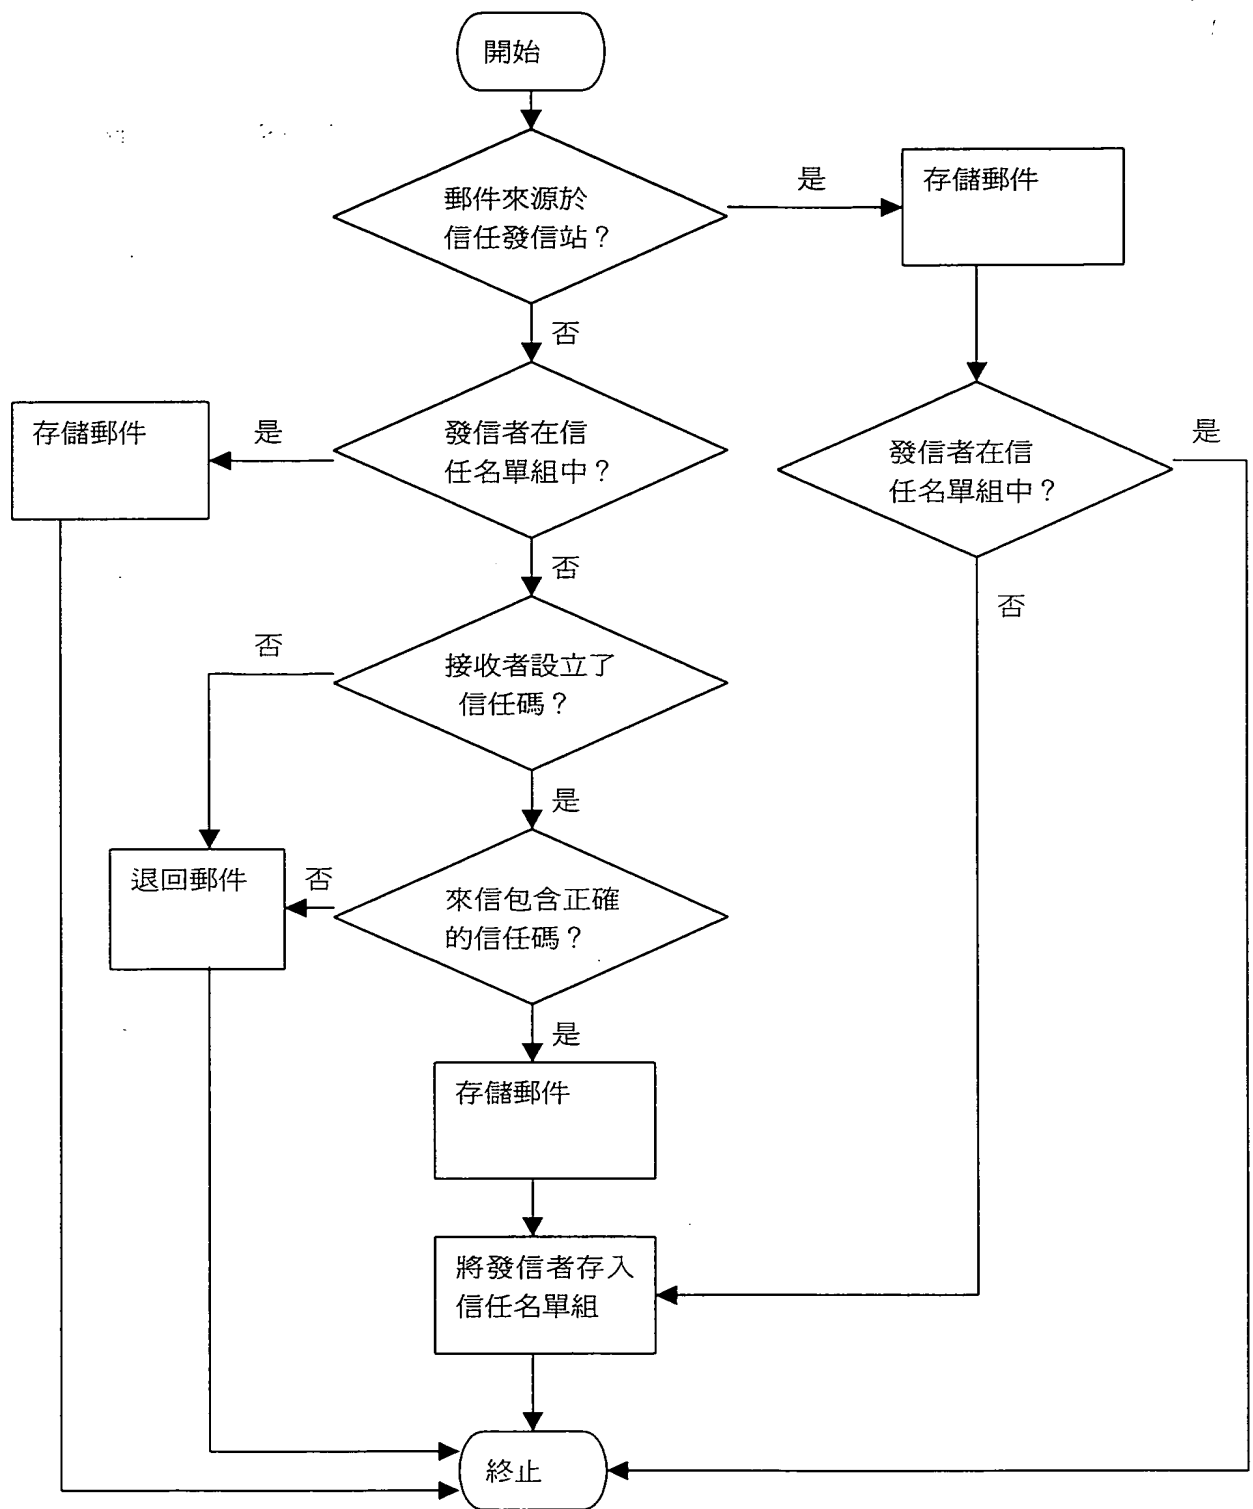 開始
郵件來源於
信任發信站？
是
存儲郵件
否
存儲郵件
是
發信者在信
任名單組中？
發信者在信
任名單組中？
是
否
否
否
接收者設立了
信任碼？
是
退回郵件
否
來信包含正確
的信任碼？
是
存儲郵件
將發信者存入
信任名單組
終止